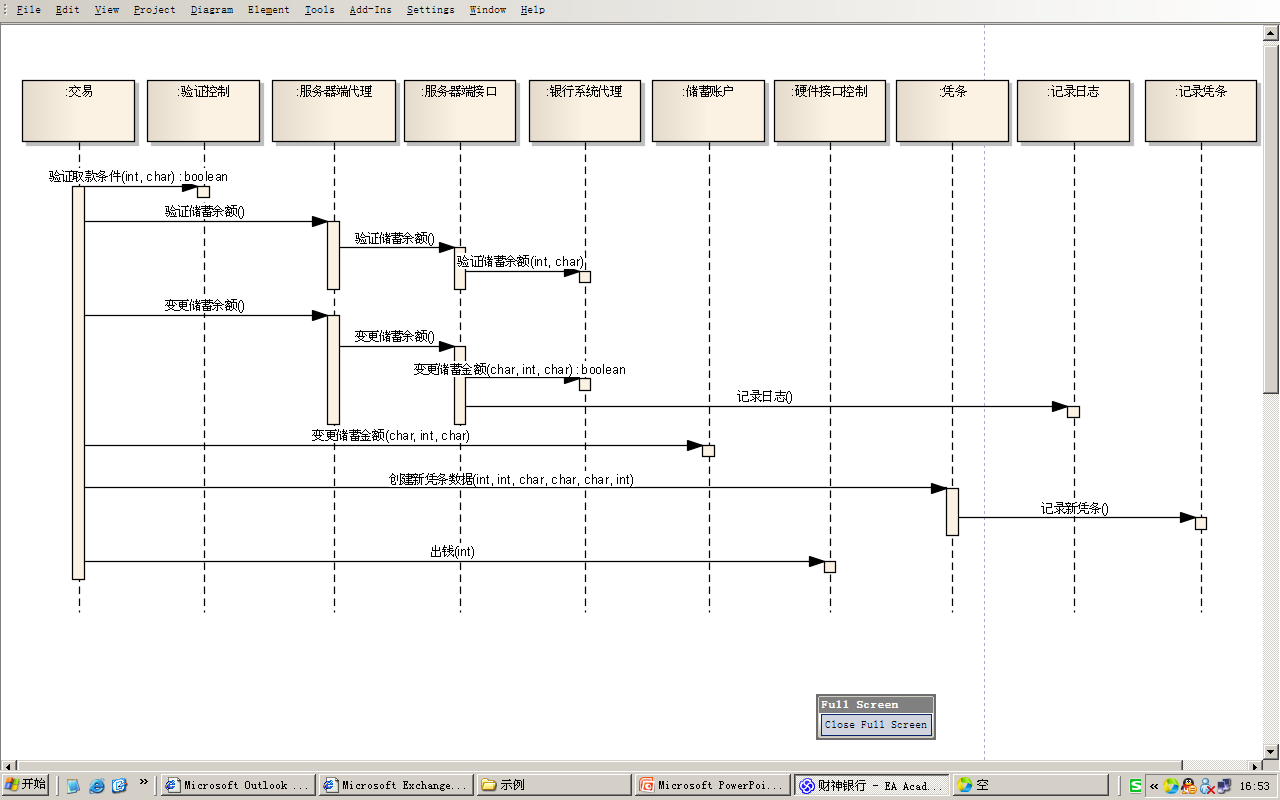 File Edit View Project Diagram Element Tools Add-Ins Settings Window Help
:交易 :验证控制 :服务器端代理 :服务器端接口 :银行系统代理 :储蓄账户 :硬件接口控制 :凭条 :记录日志 :记录凭条
验证取款条件(int, char) : boolean
验证储蓄余额()
验证储蓄余额()
验证储蓄余额(int, char)
变更储蓄余额()
变更储蓄余额()
变更储蓄金额(char, int, char) : boolean
记录日志()
变更储蓄金额(char, int, char)
创建新凭条数据(int, int, char, char, char, int)
记录新凭条()
出钱(int)
Full Screen
Close Full Screen
开始 » Microsoft Outlook ... Microsoft Exchange... 示例 Microsoft PowerPoi... 财神银行 - EA Acad... 空 « 16:53